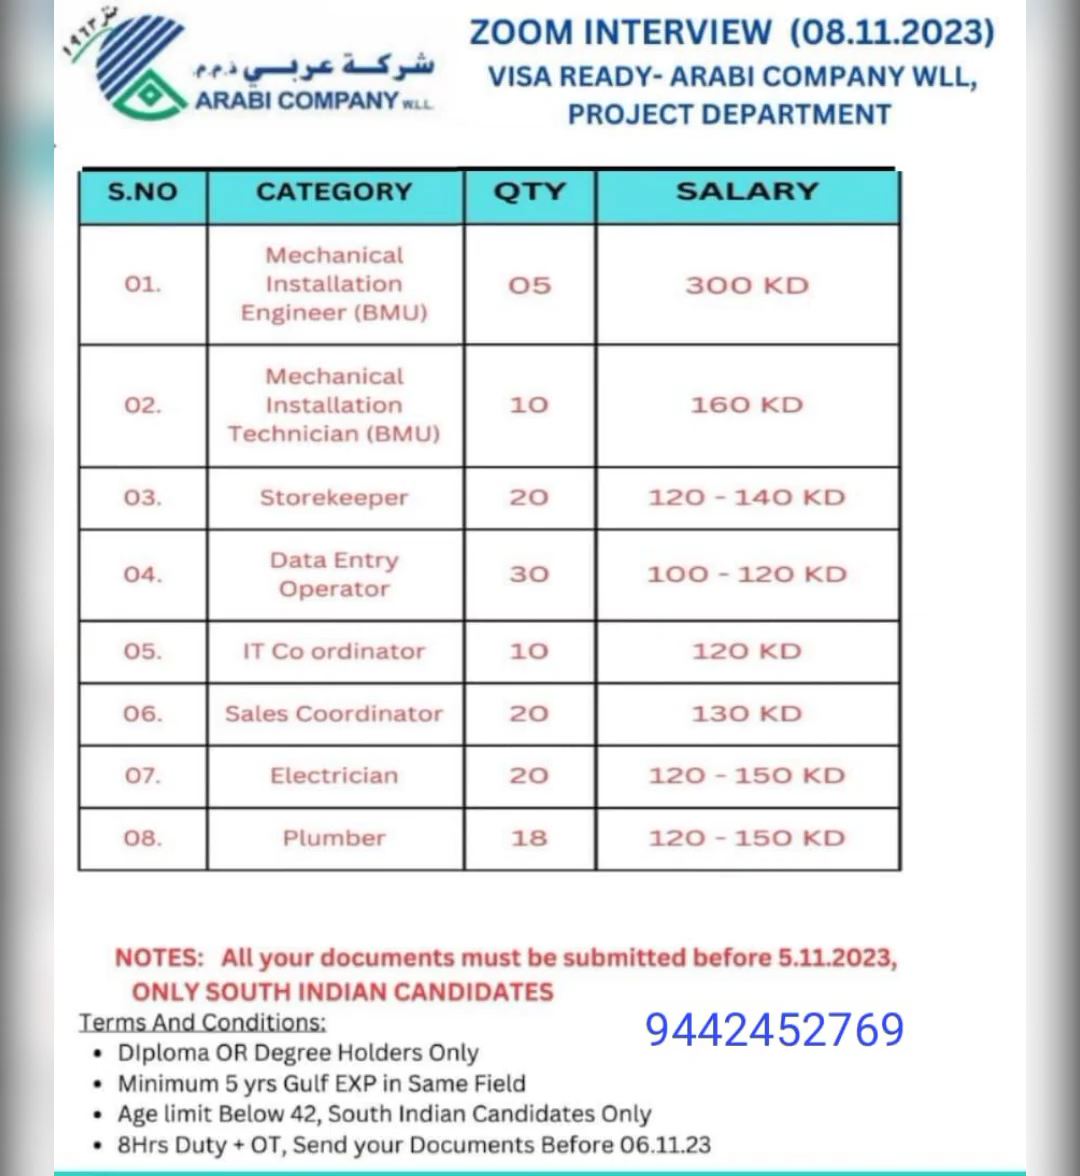 ١٩٦٣
شركة عربي ذ.م.م
ARABI COMPANY W.L.L.
ZOOM INTERVIEW (08.11.2023)
VISA READY- ARABI COMPANY WLL,
PROJECT DEPARTMENT
S.NO CATEGORY QTY SALARY
01. Mechanical Installation Engineer (BMU) 05 300 KD
02. Mechanical Installation Technician (BMU) 10 160 KD
03. Storekeeper 20 120 - 140 KD
04. Data Entry Operator 30 100 - 120 KD
05. IT Co ordinator 10 120 KD
06. Sales Coordinator 20 130 KD
07. Electrician 20 120 - 150 KD
08. Plumber 18 120 - 150 KD
NOTES: All your documents must be submitted before 5.11.2023,
ONLY SOUTH INDIAN CANDIDATES
Terms And Conditions:
9442452769
• DIploma OR Degree Holders Only
• Minimum 5 yrs Gulf EXP in Same Field
• Age limit Below 42, South Indian Candidates Only
• 8Hrs Duty + OT, Send your Documents Before 06.11.23